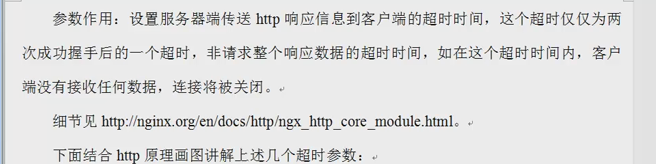 参数作用：设置服务器端传送 http 响应信息到客户端的超时时间，这个超时仅仅为两
次成功握手后的一个超时，非请求整个响应数据的超时时间，如在这个超时时间内，客户
端没有接收任何数据，连接将被关闭。
细节见 http://nginx.org/en/docs/http/ngx_http_core_module.html。
下面结合 http 原理画图讲解上述几个超时参数：